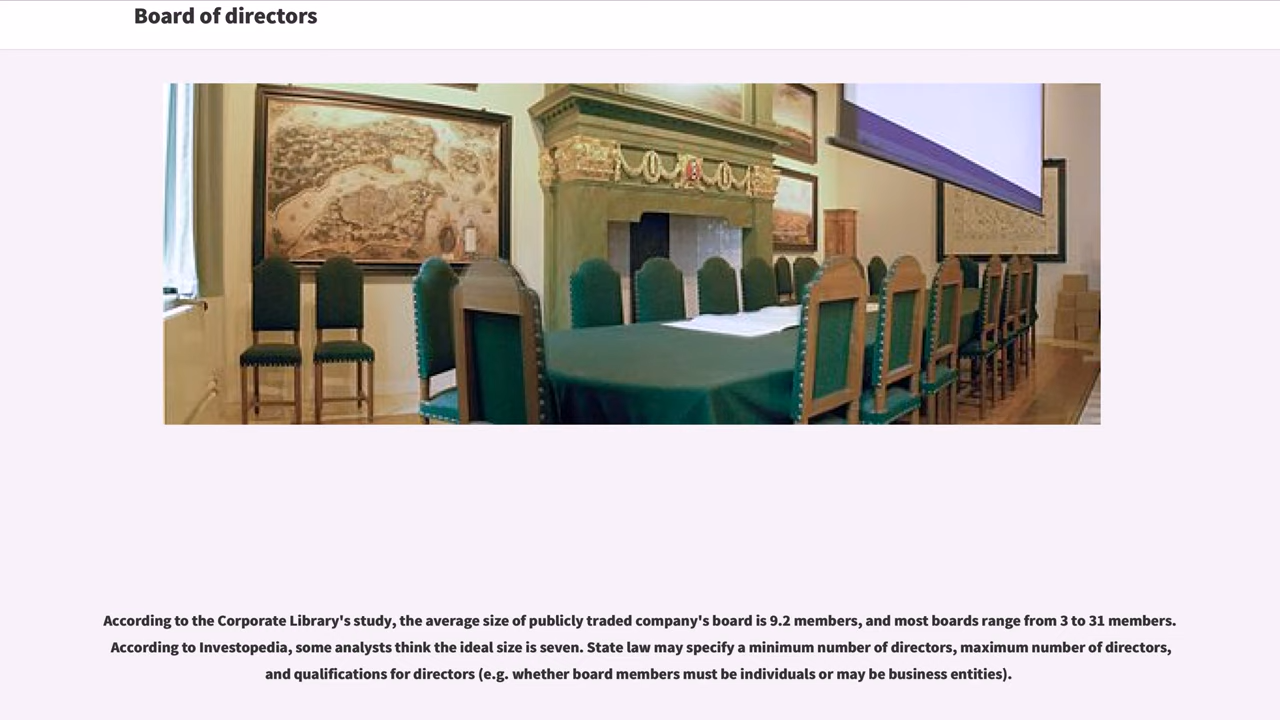 Board of directors
According to the Corporate Library's study, the average size of publicly traded company's board is 9.2 members, and most boards range from 3 to 31 members.
According to Investopedia, some analysts think the ideal size is seven. State law may specify a minimum number of directors, maximum number of directors,
and qualifications for directors (e.g. whether board members must be individuals or may be business entities).